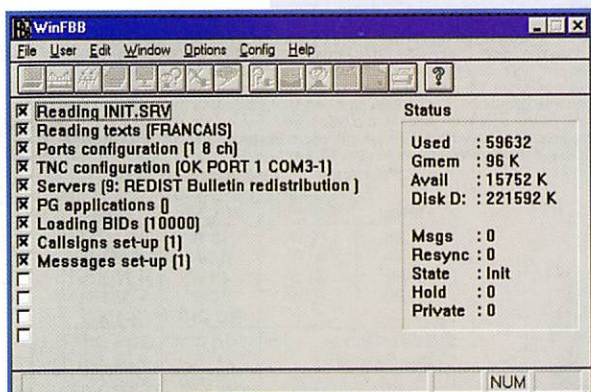 WinFBB
File User Edit Window Options Config Help
Reading INIT.SRV
Reading texts (FRANCAIS)
Ports configuration (1 8 ch)
TNC configuration (OK PORT 1 COM3-1)
Servers (9: REDIST Bulletin redistribution )
PG applications ()
Loading BIDs (10000)
Callsigns set-up (1)
Messages set-up (1)
Status
Used : 59632
Gmem : 96 K
Avail : 15752 K
Disk D: : 221592 K
Msgs : 0
Resync : 0
State : Init
Hold : 0
Private : 0
NUM